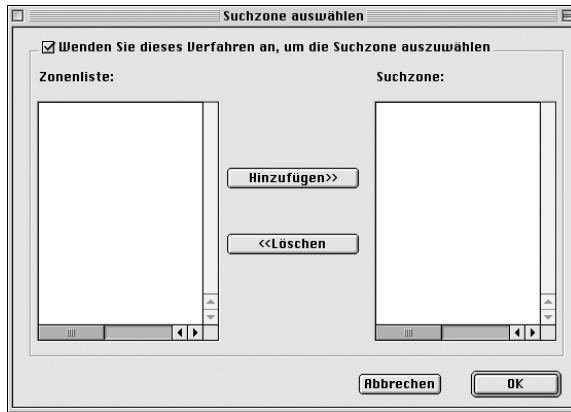 Suchzone auswählen
Wenden Sie dieses Verfahren an, um die Suchzone auszuwählen
Zonenliste:
Suchzone:
Hinzufügen>>
<<Löschen
Abbrechen
OK